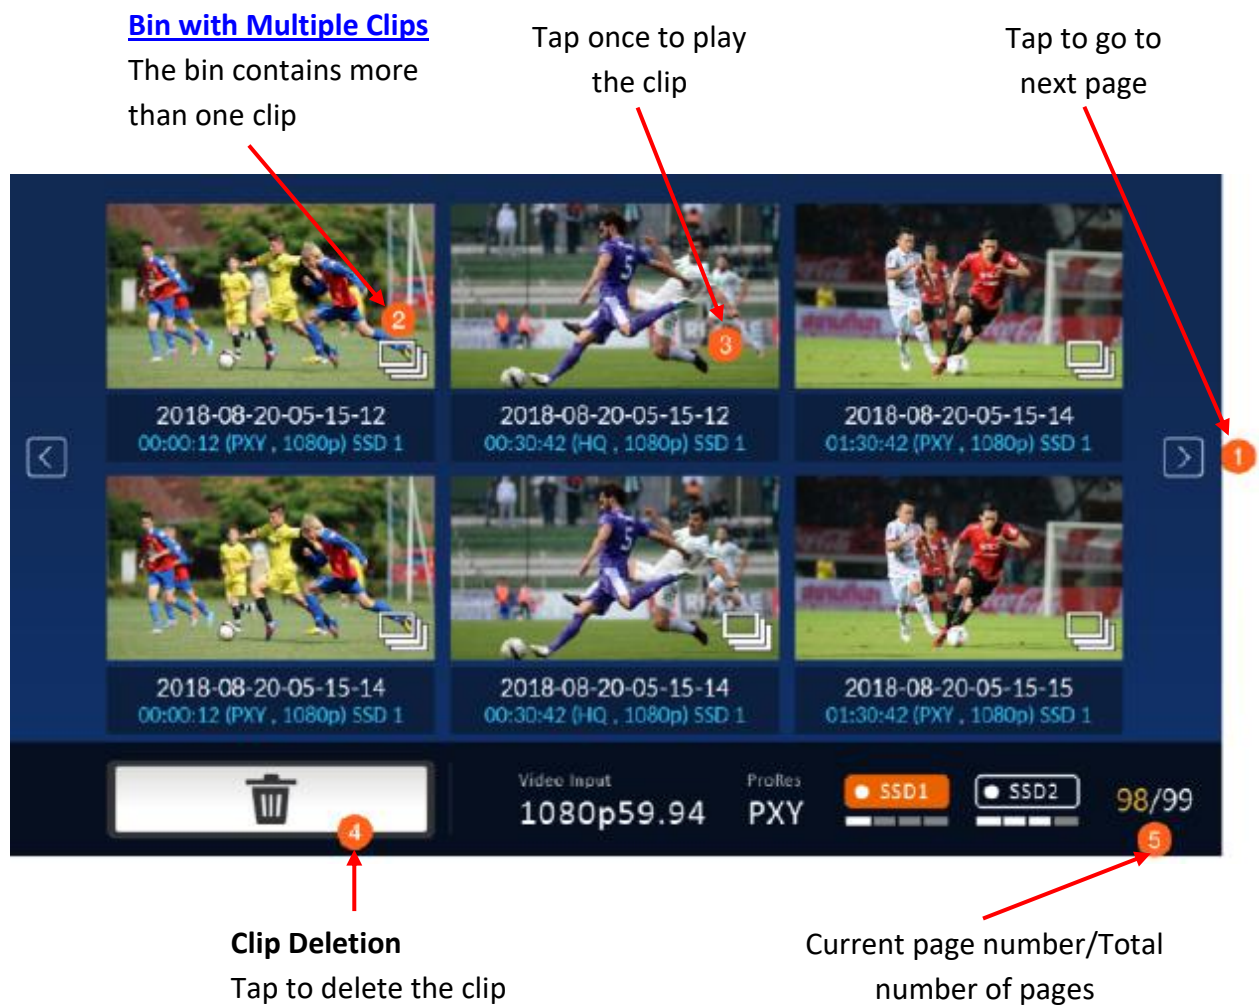 Bin with Multiple Clips
The bin contains more
than one clip
Tap once to play
the clip
Tap to go to
next page
2
3
2018-08-20-05-15-12
00:00:12 (PXY , 1080p) SSD 1
2018-08-20-05-15-12
00:30:42 (HQ , 1080p) SSD 1
2018-08-20-05-15-14
01:30:42 (PXY , 1080p) SSD 1
1
2018-08-20-05-15-14
00:00:12 (PXY , 1080p) SSD 1
2018-08-20-05-15-14
00:30:42 (HQ , 1080p) SSD 1
2018-08-20-05-15-15
01:30:42 (PXY , 1080p) SSD 1
4
Video Input
1080p59.94
ProRes
PXY
SSD1
SSD2
98/99
5
Clip Deletion
Tap to delete the clip
Current page number/Total
number of pages